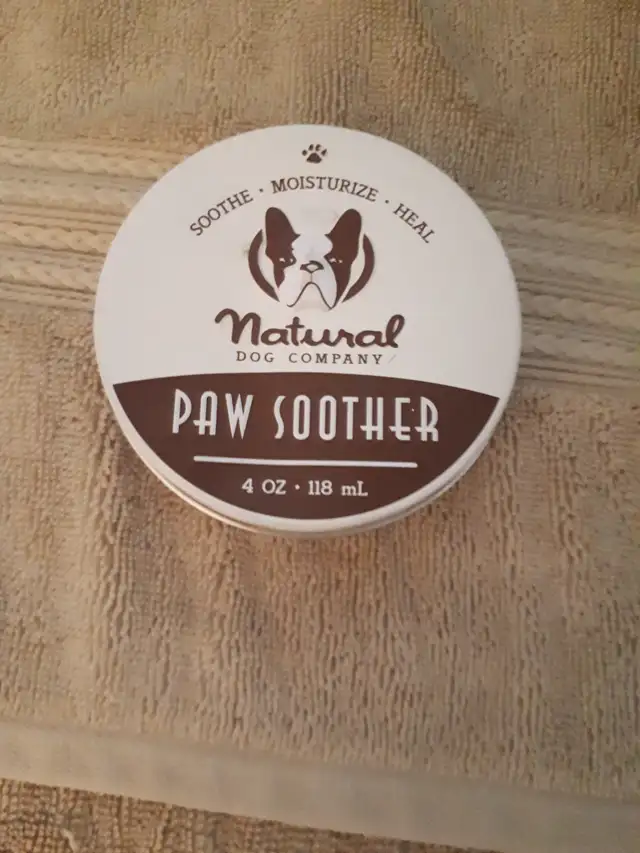 SOOTHE • MOISTURIZE • HEAL
Natural
DOG COMPANY
PAW SOOTHER
4 OZ • 118 mL